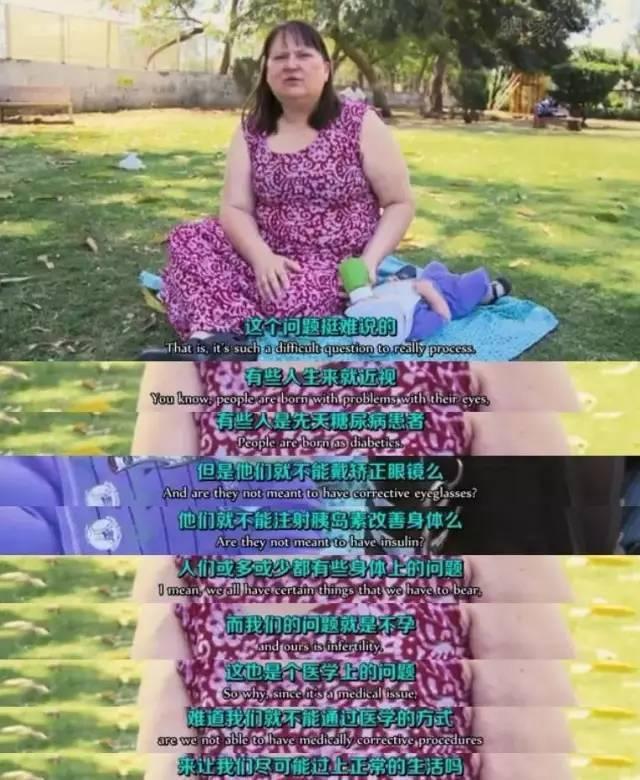 这个问题挺难说的
That is, it's such a difficult question to really process.
有些人生来就近视
You know, people are born with problems with their eyes,
有些人是先天糖尿病患者
People are born as diabetics.
但是他们就不能戴矫正眼镜么
And are they not meant to have corrective eyeglasses?
他们就不能注射胰岛素改善身体么
Are they not meant to have insulin?
人们或多或少都有些身体上的问题
I mean, we all have certain things that we have to bear,
而我们的问题就是不孕
and ours is infertility.
这也是个医学上的问题
So why, since it's a medical issue,
难道我们就不能通过医学的方式
are we not able to have medically corrective procedures
来让我们尽可能过上正常的生活吗